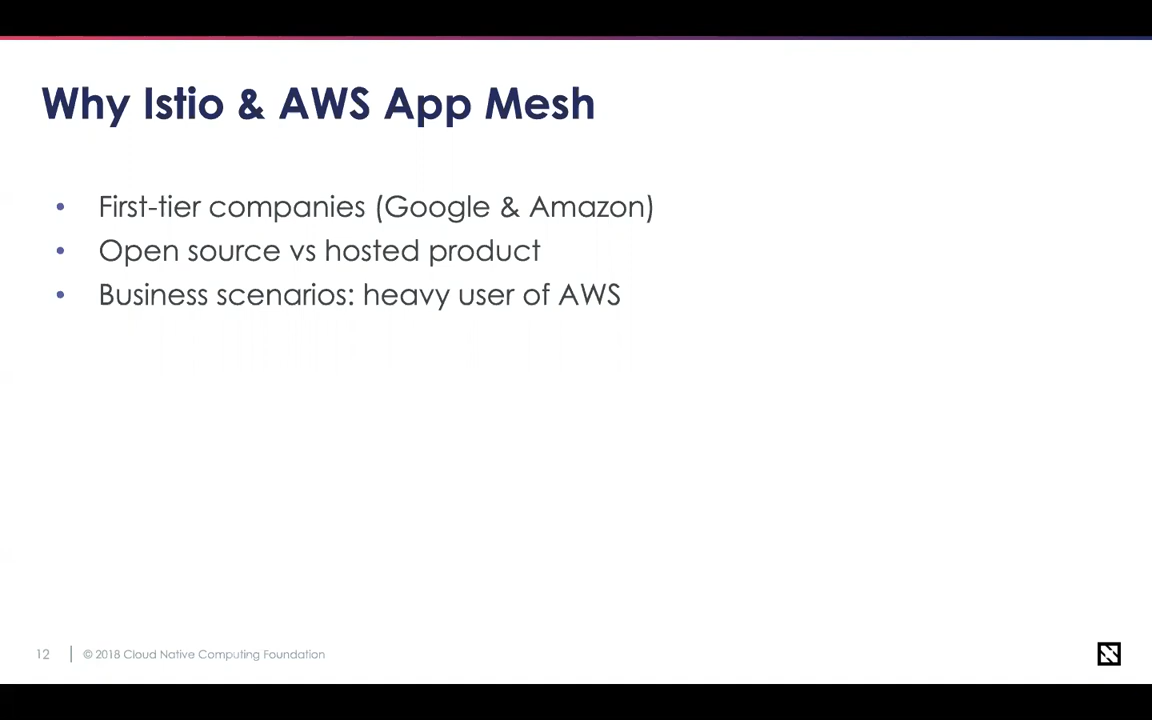 Why Istio & AWS App Mesh
• First-tier companies (Google & Amazon)
• Open source vs hosted product
• Business scenarios: heavy user of AWS
12 | © 2018 Cloud Native Computing Foundation